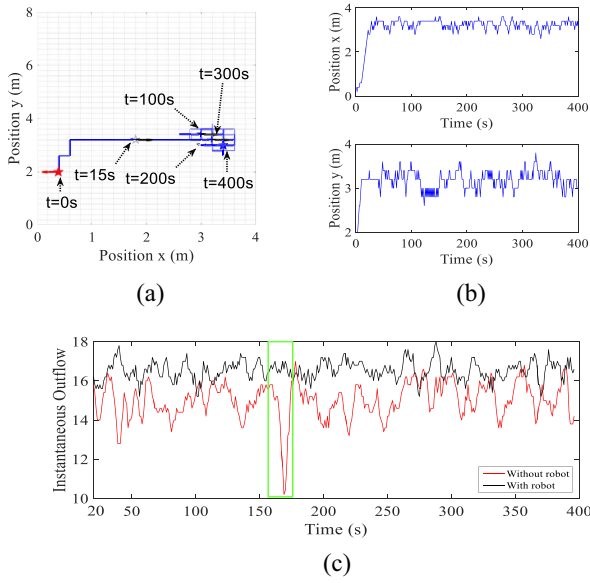 8
6
4
2
0
Position y (m)
0
1
2
3
4
Position x (m)
t=300s
t=100s
t=15s
t=200s
t=400s
t=0s
(a)
4
2
0
Position x (m)
0
100
200
300
400
Time (s)
4
3
2
Position y (m)
0
100
200
300
400
Time (s)
(b)
18
16
14
12
10
Instantaneous Outflow
20
50
100
150
200
250
300
350
400
Time (s)
Without robot
With robot
(c)